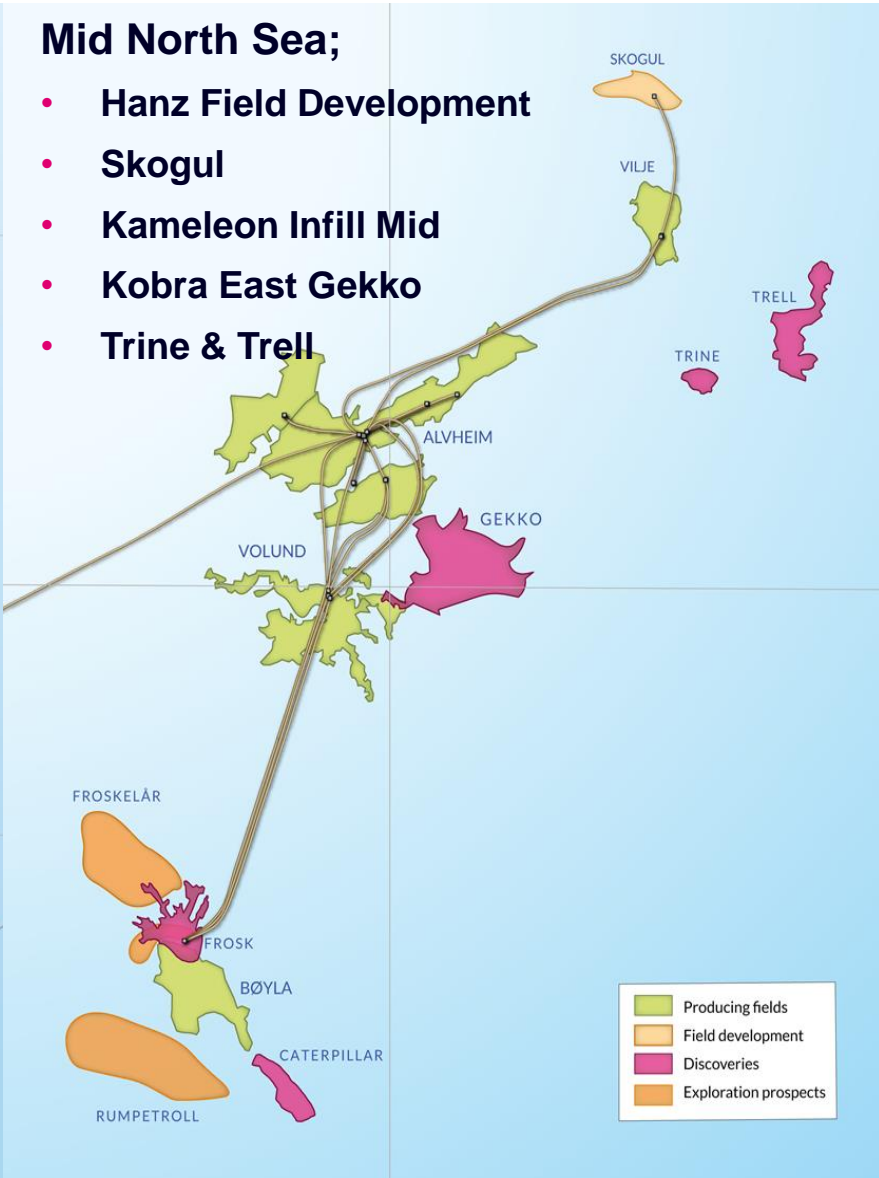 Mid North Sea;
• Hanz Field Development
• Skogul
• Kameleon Infill Mid
• Kobra East Gekko
• Trine & Trell
SKOGUL
VILJE
TRELL
TRINE
ALVHEIM
GEKKO
VOLUND
FROSKELÅR
FROSK
BØYLA
CATERPILLAR
RUMPETROLL
Producing fields
Field development
Discoveries
Exploration prospects